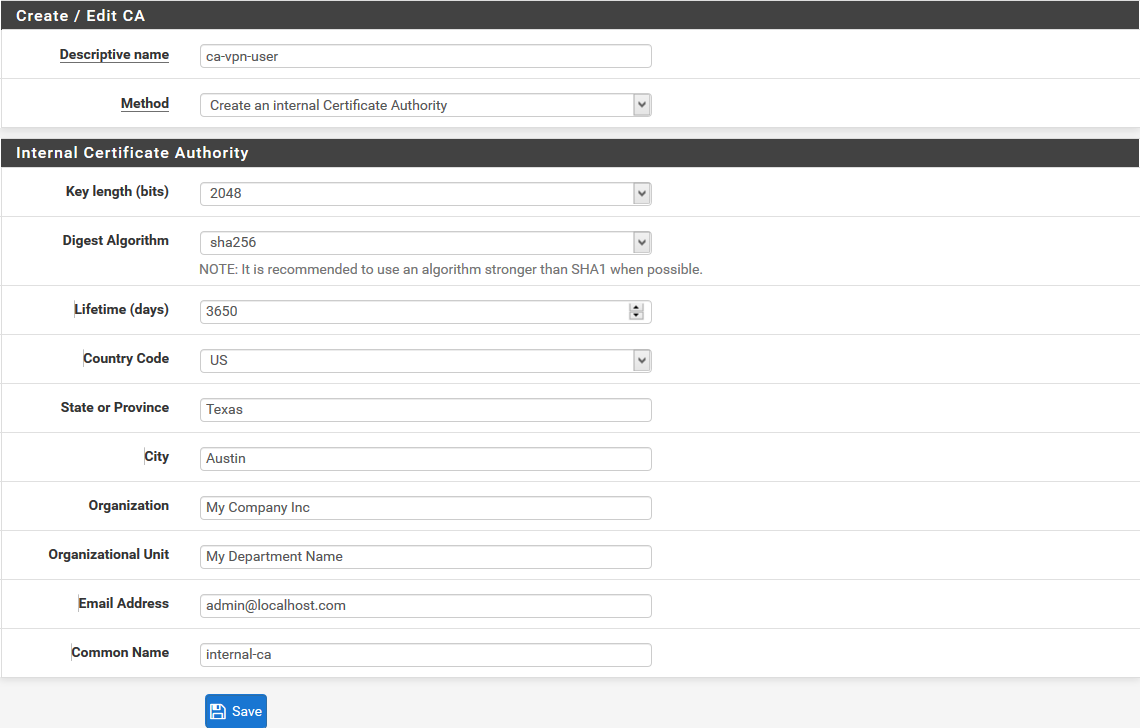 Create / Edit CA
Descriptive name ca-vpn-user
Method Create an internal Certificate Authority
Internal Certificate Authority
Key length (bits) 2048
Digest Algorithm sha256
NOTE: It is recommended to use an algorithm stronger than SHA1 when possible.
Lifetime (days) 3650
Country Code US
State or Province Texas
City Austin
Organization My Company Inc
Organizational Unit My Department Name
Email Address admin@localhost.com
Common Name internal-ca
Save